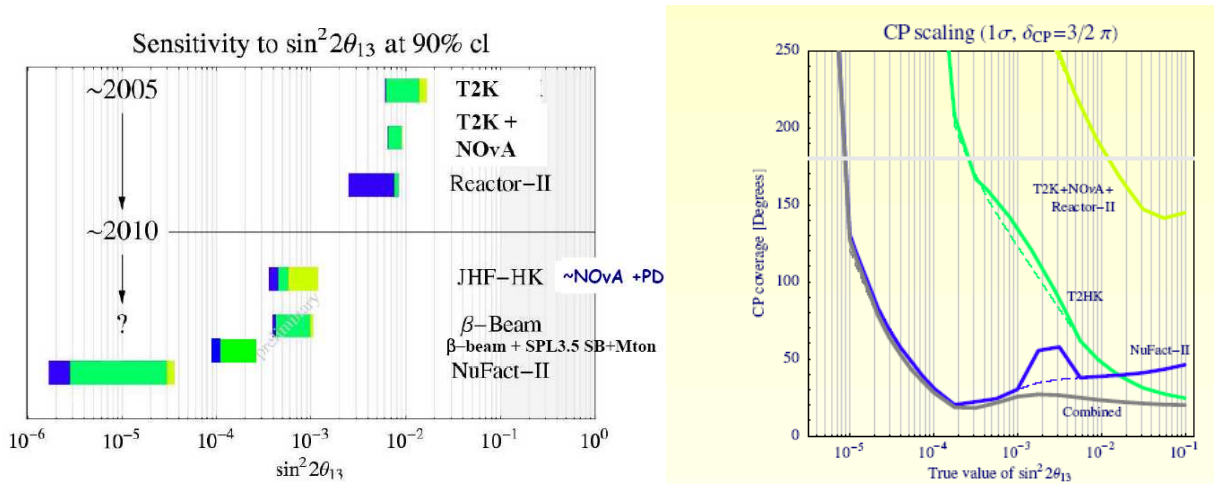 Sensitivity to sin²2θ₁₃ at 90% cl
~2005
T2K
T2K +
NOνA
Reactor−II
~2010
JHF−HK
~NOvA +PD
?
β−Beam
β−beam + SPL3.5 SB+Mton
NuFact−II
preliminary
10⁻⁶ 10⁻⁵ 10⁻⁴ 10⁻³ 10⁻² 10⁻¹ 10⁰
sin²2θ₁₃
CP scaling (1σ, δCP=3/2 π)
250
200
150
100
50
0
CP coverage [Degrees]
T2K+NOνA+
Reactor−II
T2HK
NuFact−II
Combined
10⁻⁵ 10⁻⁴ 10⁻³ 10⁻² 10⁻¹
True value of sin²2θ₁₃